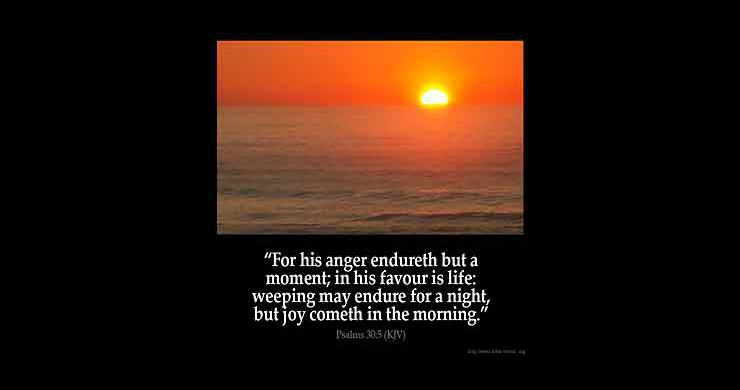 “For his anger endureth but a
moment; in his favour is life:
weeping may endure for a night,
but joy cometh in the morning.”
Psalms 30:5 (KJV)